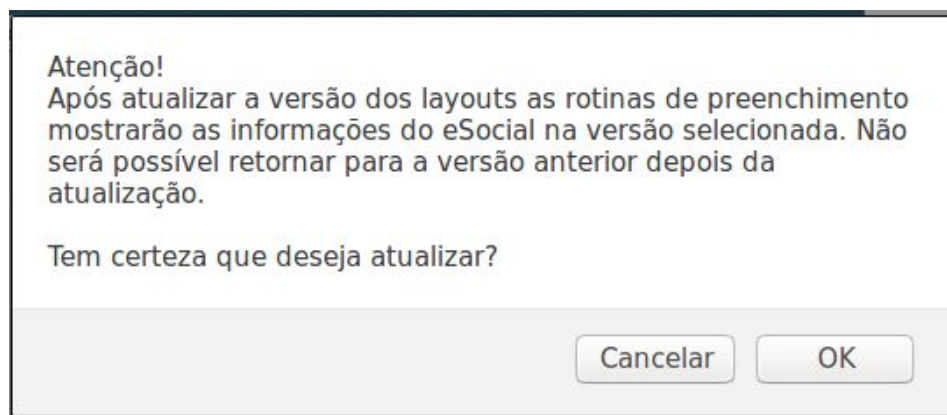 Atenção!
Após atualizar a versão dos layouts as rotinas de preenchimento
mostrarão as informações do eSocial na versão selecionada. Não
será possível retornar para a versão anterior depois da
atualização.
Tem certeza que deseja atualizar?
Cancelar OK